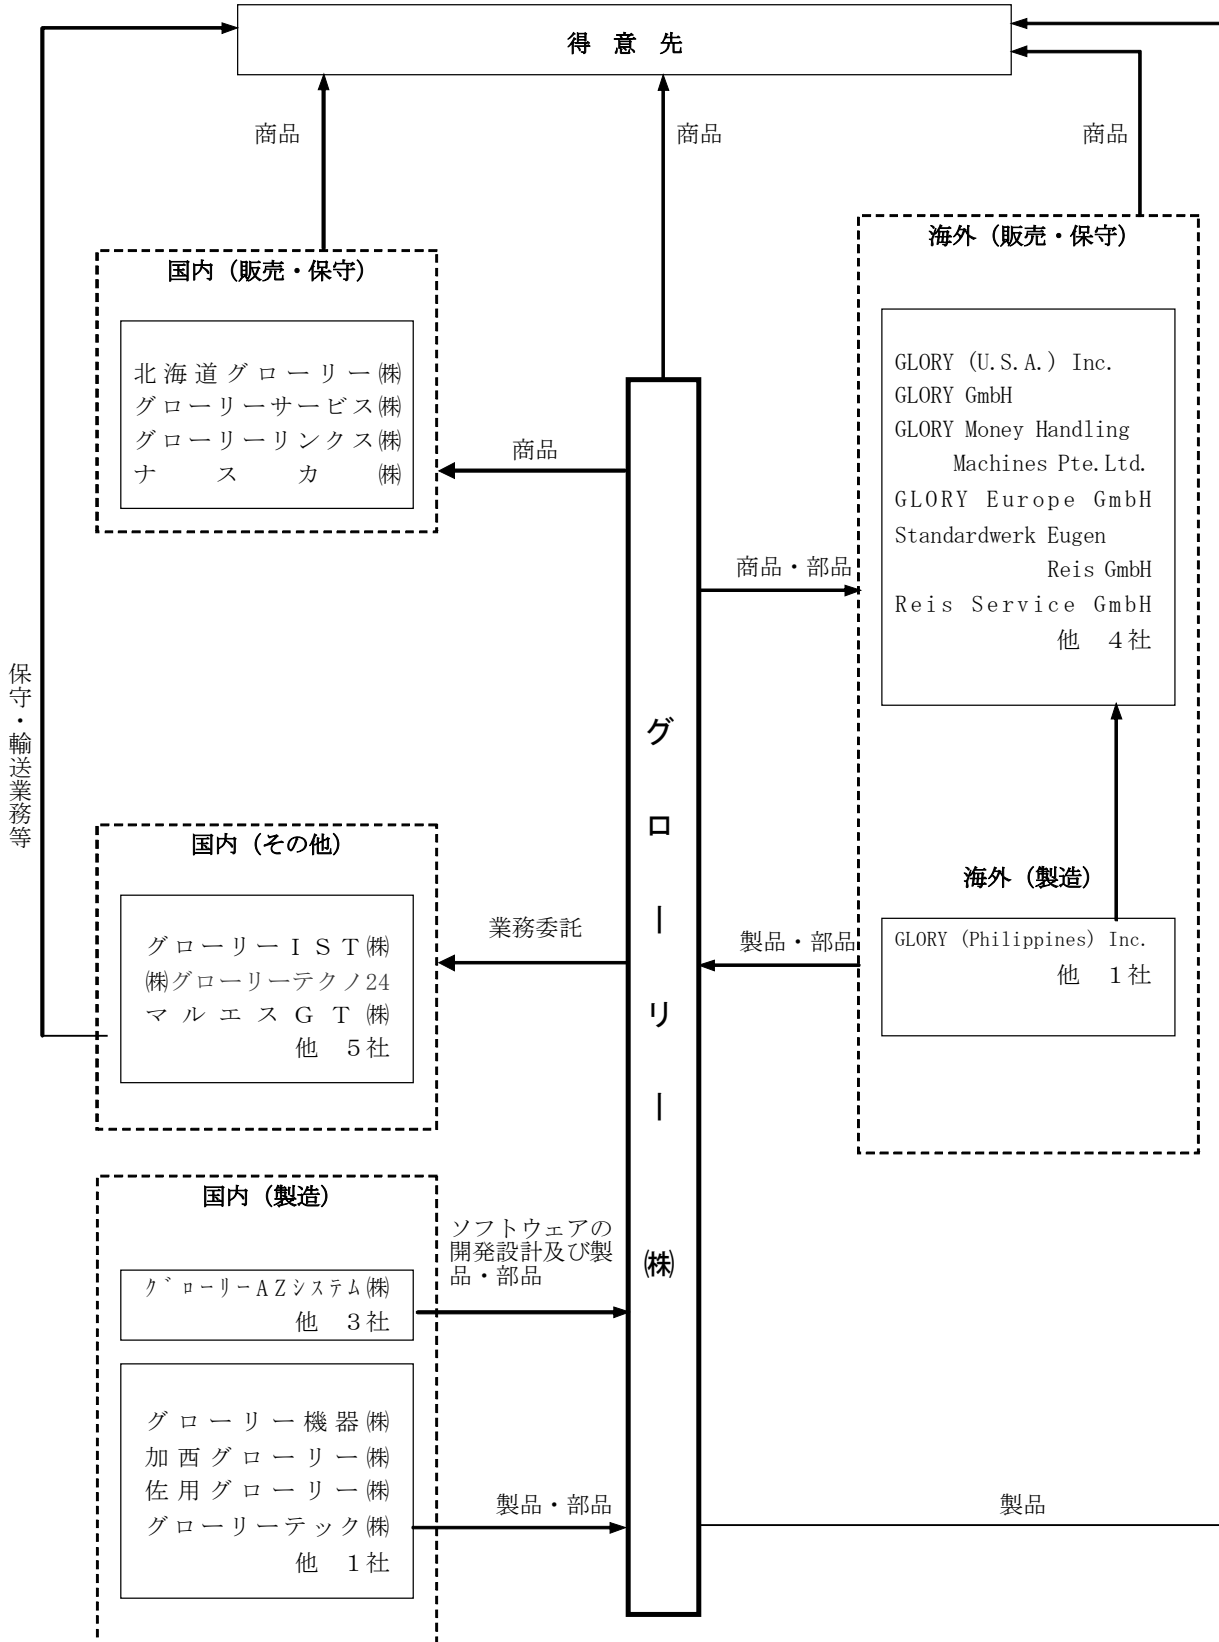 得意先
商品
商品
商品
国内（販売・保守）
北海道グローリー㈱
グローリーサービス㈱
グローリーリンクス㈱
ナスカ㈱
商品
海外（販売・保守）
GLORY (U.S.A.) Inc.
GLORY GmbH
GLORY Money Handling
Machines Pte.Ltd.
GLORY Europe GmbH
Standardwerk Eugen
Reis GmbH
Reis Service GmbH
他　４社
商品・部品
グローリー㈱
保守・輸送業務等
国内（その他）
グローリーＩＳＴ㈱
㈱グローリーテクノ24
マルエスＧＴ㈱
他　５社
業務委託
海外（製造）
GLORY (Philippines) Inc.
他　１社
製品・部品
国内（製造）
グローリーＡＺシステム㈱
他　３社
ソフトウェアの
開発設計及び製
品・部品
グローリー機器㈱
加西グローリー㈱
佐用グローリー㈱
グローリーテック㈱
他　１社
製品・部品
製品